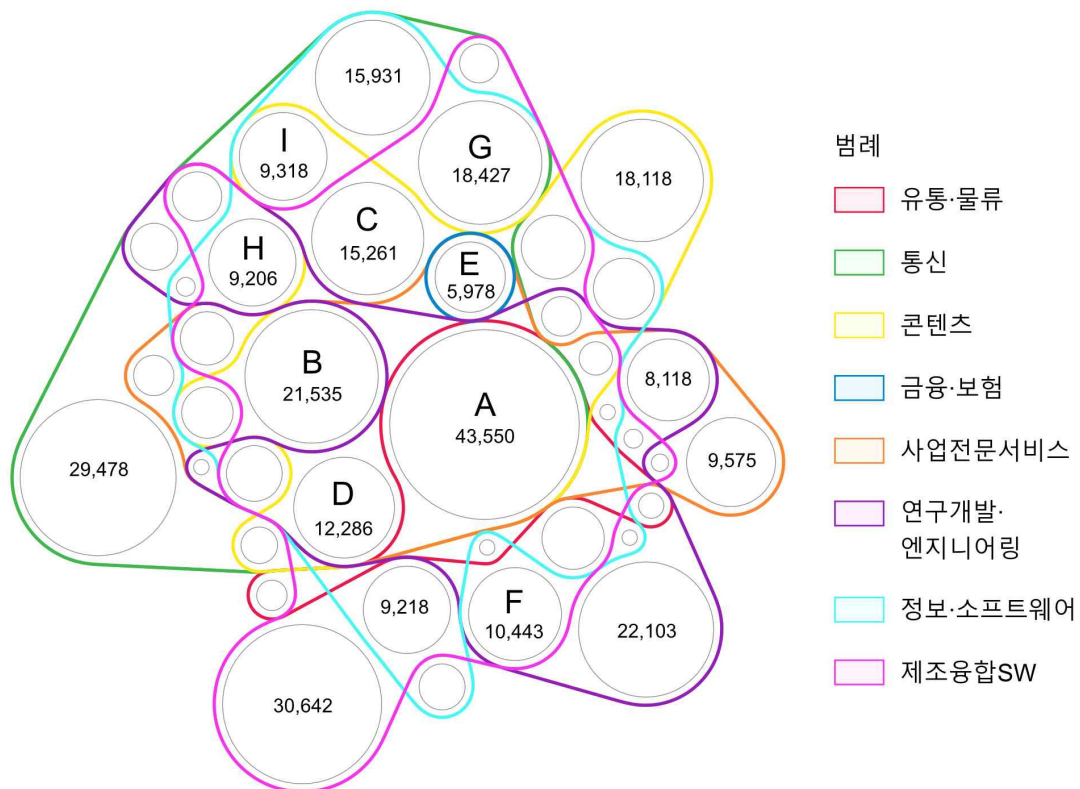 15,931
I
9,318
G
18,427
18,118
C
15,261
H
9,206
E
5,978
B
21,535
A
43,550
8,118
29,478
9,575
D
12,286
9,218
F
10,443
22,103
30,642
범례
유통·물류
통신
콘텐츠
금융·보험
사업전문서비스
연구개발·
엔지니어링
정보·소프트웨어
제조융합SW